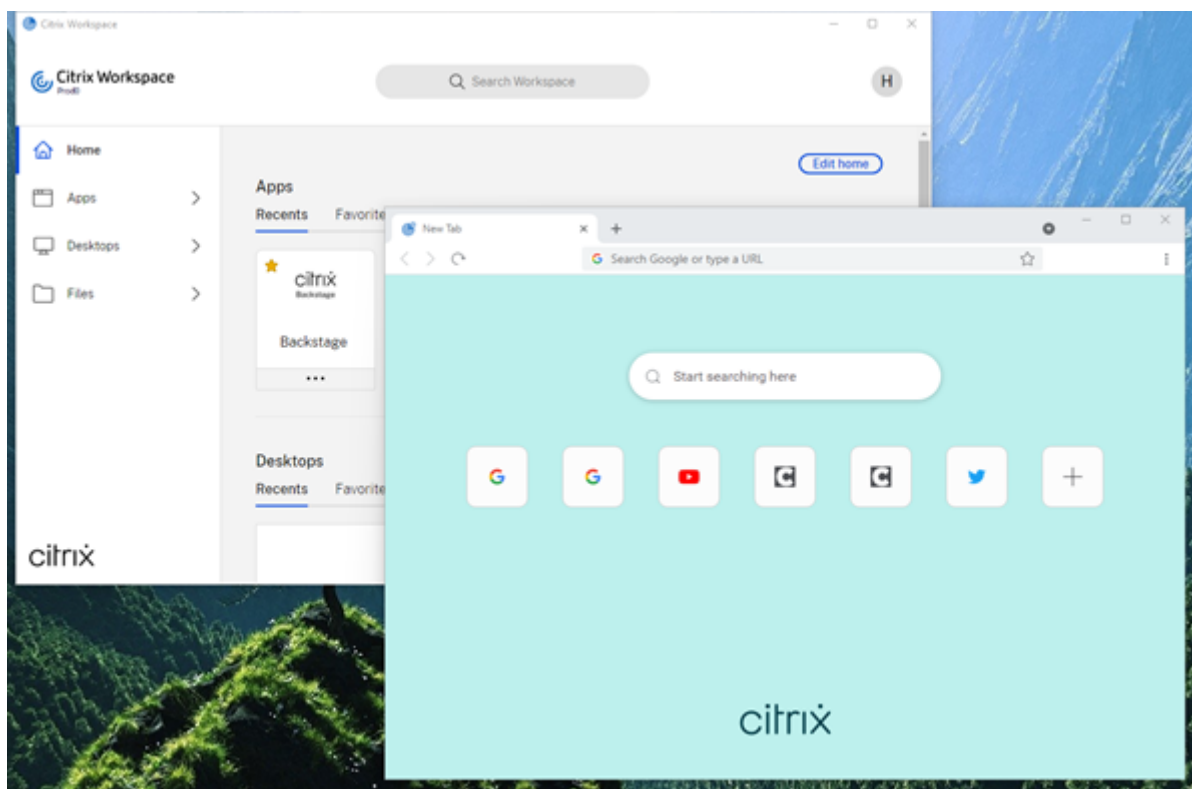 Citrix Workspace
Citrix Workspace
Prod0
Search Workspace
H
Home
Apps
Desktops
Files
citrix
Edit home
Apps
Recents Favorite
citrix
Backstage
Backstage
Desktops
Recents Favorite
New Tab
Search Google or type a URL
Start searching here
citrix